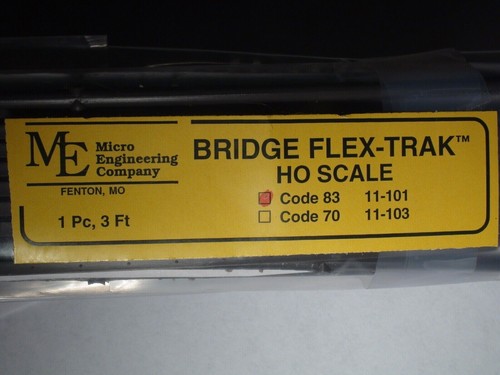 ME Micro
Engineering
Company
FENTON, MO
1 Pc, 3 Ft
BRIDGE FLEX-TRAK™
HO SCALE
Code 83 11-101
Code 70 11-103